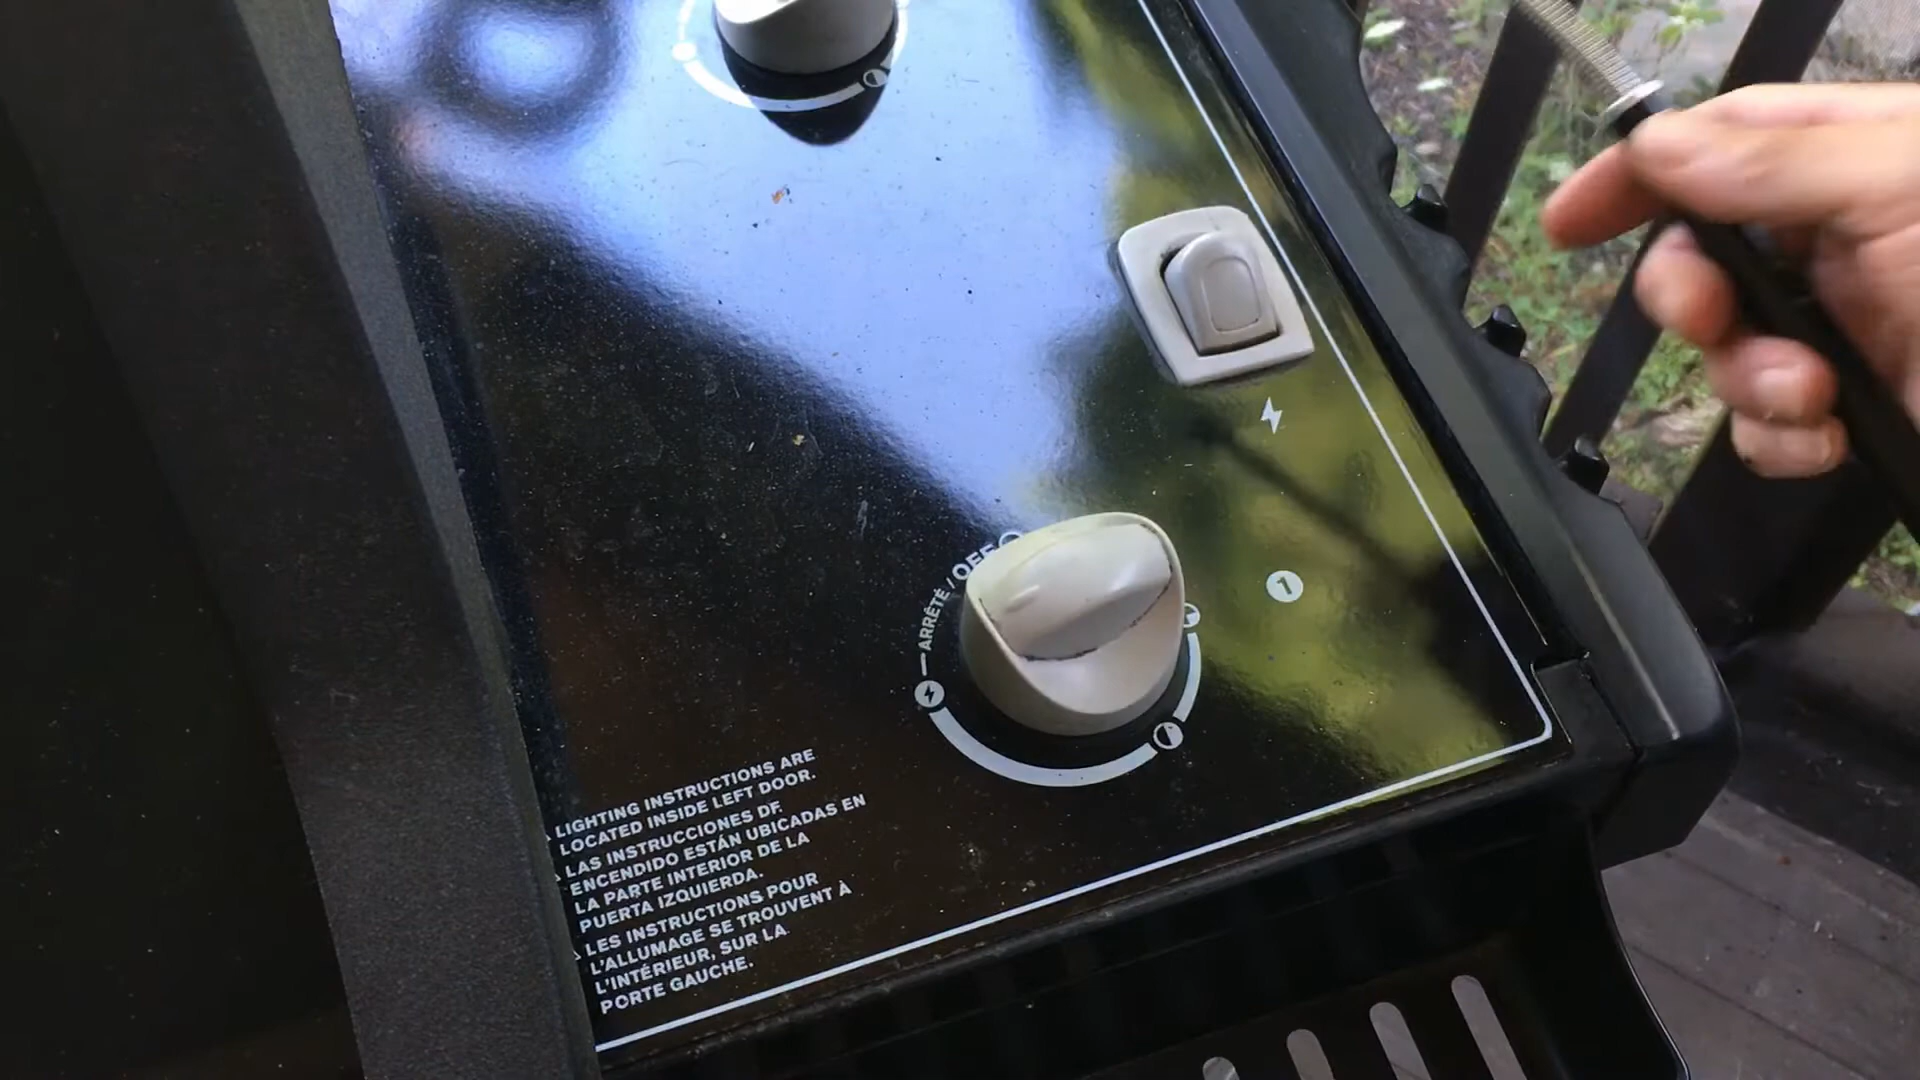 ARRÊTÉ / OFF
1
LIGHTING INSTRUCTIONS ARE
LOCATED INSIDE LEFT DOOR.
LAS INSTRUCCIONES DE
ENCENDIDO ESTÁN UBICADAS EN
LA PARTE INTERIOR DE LA
PUERTA IZQUIERDA.
LES INSTRUCTIONS POUR
L'ALLUMAGE SE TROUVENT À
L'INTÉRIEUR, SUR LA
PORTE GAUCHE.